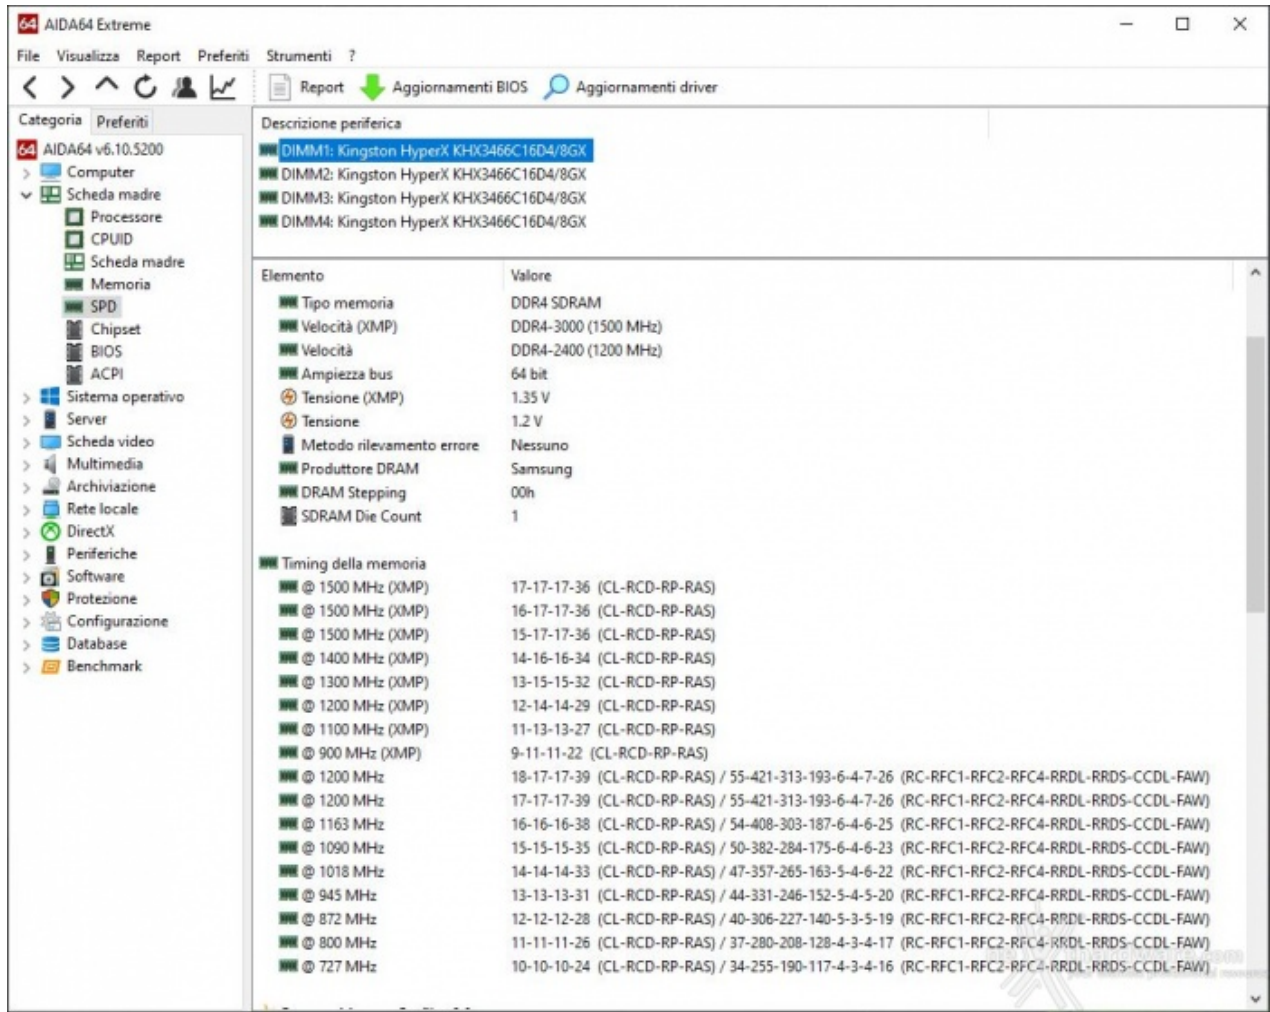 AIDA64 Extreme
File Visualizza Report Preferiti Strumenti ?
Report Aggiornamenti BIOS Aggiornamenti driver
Categoria Preferiti
AIDA64 v6.10.5200
Computer
Scheda madre
Processore
CPUID
Scheda madre
Memoria
SPD
Chipset
BIOS
ACPI
Sistema operativo
Server
Scheda video
Multimedia
Archiviazione
Rete locale
DirectX
Periferiche
Software
Protezione
Configurazione
Database
Benchmark
Descrizione periferica
DIMM1: Kingston HyperX KHX3466C16D4/8GX
DIMM2: Kingston HyperX KHX3466C16D4/8GX
DIMM3: Kingston HyperX KHX3466C16D4/8GX
DIMM4: Kingston HyperX KHX3466C16D4/8GX
Elemento Valore
Tipo memoria DDR4 SDRAM
Velocità (XMP) DDR4-3000 (1500 MHz)
Velocità DDR4-2400 (1200 MHz)
Ampiezza bus 64 bit
Tensione (XMP) 1.35 V
Tensione 1.2 V
Metodo rilevamento errore Nessuno
Produttore DRAM Samsung
DRAM Stepping 00h
SDRAM Die Count 1
Timing della memoria
@ 1500 MHz (XMP) 17-17-17-36 (CL-RCD-RP-RAS)
@ 1500 MHz (XMP) 16-17-17-36 (CL-RCD-RP-RAS)
@ 1500 MHz (XMP) 15-17-17-36 (CL-RCD-RP-RAS)
@ 1400 MHz (XMP) 14-16-16-34 (CL-RCD-RP-RAS)
@ 1300 MHz (XMP) 13-15-15-32 (CL-RCD-RP-RAS)
@ 1200 MHz (XMP) 12-14-14-29 (CL-RCD-RP-RAS)
@ 1100 MHz (XMP) 11-13-13-27 (CL-RCD-RP-RAS)
@ 900 MHz (XMP) 9-11-11-22 (CL-RCD-RP-RAS)
@ 1200 MHz 18-17-17-39 (CL-RCD-RP-RAS) / 55-421-313-193-6-4-7-26 (RC-RFC1-RFC2-RFC4-RRDL-RRDS-CCDL-FAW)
@ 1200 MHz 17-17-17-39 (CL-RCD-RP-RAS) / 55-421-313-193-6-4-7-26 (RC-RFC1-RFC2-RFC4-RRDL-RRDS-CCDL-FAW)
@ 1163 MHz 16-16-16-38 (CL-RCD-RP-RAS) / 54-408-303-187-6-4-6-25 (RC-RFC1-RFC2-RFC4-RRDL-RRDS-CCDL-FAW)
@ 1090 MHz 15-15-15-35 (CL-RCD-RP-RAS) / 50-382-284-175-6-4-6-23 (RC-RFC1-RFC2-RFC4-RRDL-RRDS-CCDL-FAW)
@ 1018 MHz 14-14-14-33 (CL-RCD-RP-RAS) / 47-357-265-163-5-4-6-22 (RC-RFC1-RFC2-RFC4-RRDL-RRDS-CCDL-FAW)
@ 945 MHz 13-13-13-31 (CL-RCD-RP-RAS) / 44-331-246-152-5-4-5-20 (RC-RFC1-RFC2-RFC4-RRDL-RRDS-CCDL-FAW)
@ 872 MHz 12-12-12-28 (CL-RCD-RP-RAS) / 40-306-227-140-5-3-5-19 (RC-RFC1-RFC2-RFC4-RRDL-RRDS-CCDL-FAW)
@ 800 MHz 11-11-11-26 (CL-RCD-RP-RAS) / 37-280-208-128-4-3-4-17 (RC-RFC1-RFC2-RFC4-RRDL-RRDS-CCDL-FAW)
@ 727 MHz 10-10-10-24 (CL-RCD-RP-RAS) / 34-255-190-117-4-3-4-16 (RC-RFC1-RFC2-RFC4-RRDL-RRDS-CCDL-FAW)